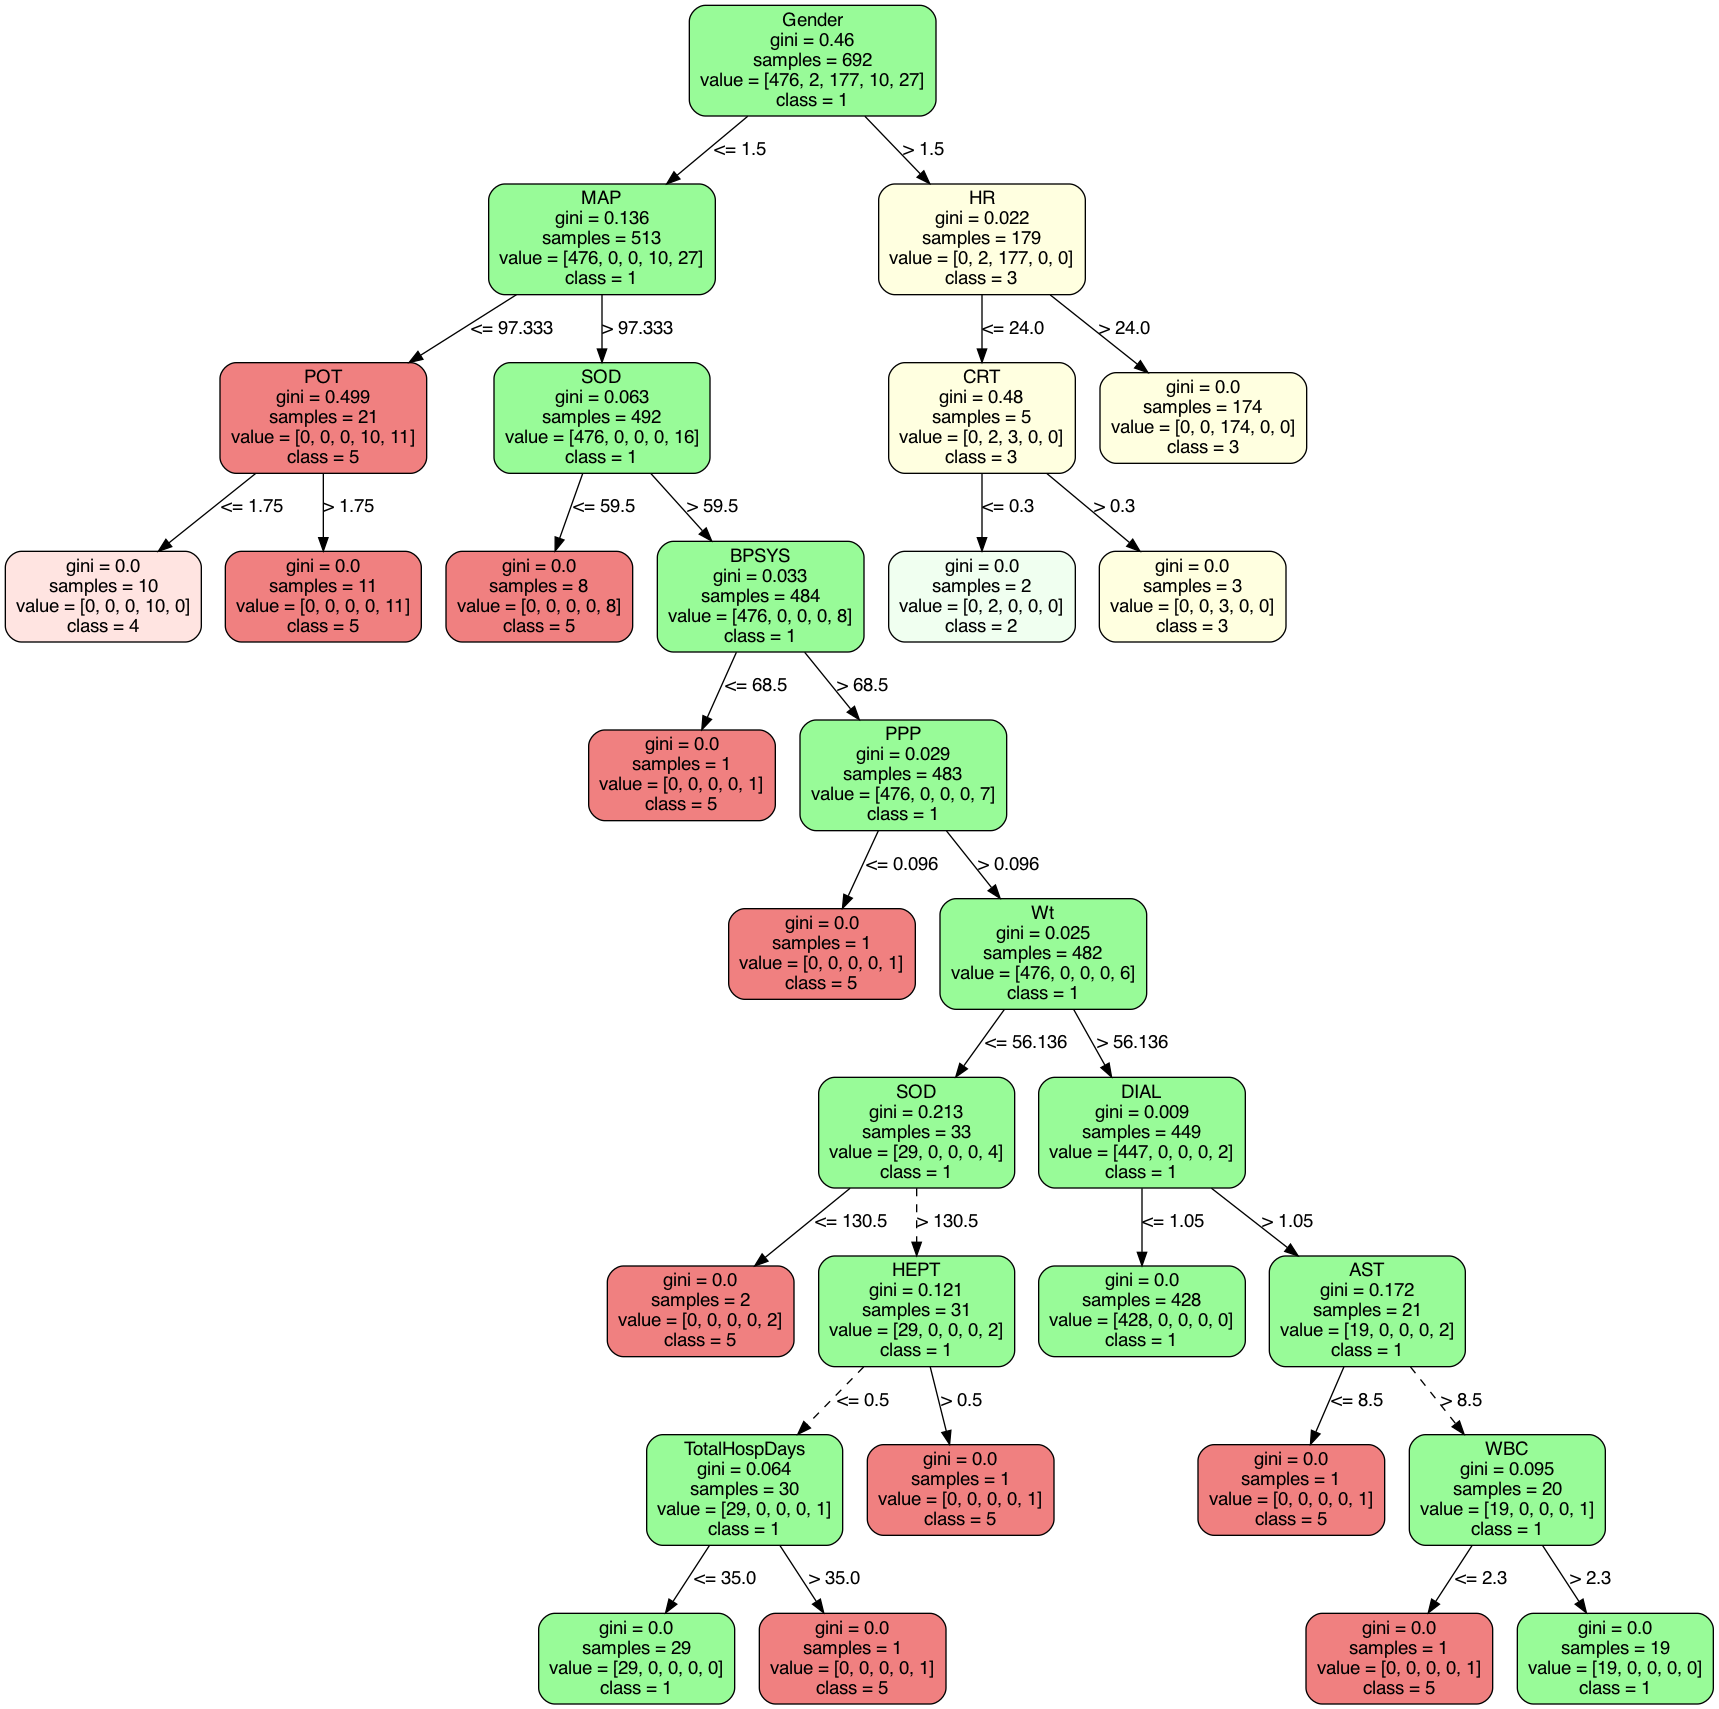 Gender
gini = 0.46
samples = 692
value = [476, 2, 177, 10, 27]
class = 1
<= 1.5
> 1.5
MAP
gini = 0.136
samples = 513
value = [476, 0, 0, 10, 27]
class = 1
HR
gini = 0.022
samples = 179
value = [0, 2, 177, 0, 0]
class = 3
<= 97.333
> 97.333
<= 24.0
> 24.0
POT
gini = 0.499
samples = 21
value = [0, 0, 0, 10, 11]
class = 5
SOD
gini = 0.063
samples = 492
value = [476, 0, 0, 0, 16]
class = 1
CRT
gini = 0.48
samples = 5
value = [0, 2, 3, 0, 0]
class = 3
gini = 0.0
samples = 174
value = [0, 0, 174, 0, 0]
class = 3
<= 1.75
> 1.75
<= 59.5
> 59.5
<= 0.3
> 0.3
gini = 0.0
samples = 10
value = [0, 0, 0, 10, 0]
class = 4
gini = 0.0
samples = 11
value = [0, 0, 0, 0, 11]
class = 5
gini = 0.0
samples = 8
value = [0, 0, 0, 0, 8]
class = 5
BPSYS
gini = 0.033
samples = 484
value = [476, 0, 0, 0, 8]
class = 1
gini = 0.0
samples = 2
value = [0, 2, 0, 0, 0]
class = 2
gini = 0.0
samples = 3
value = [0, 0, 3, 0, 0]
class = 3
<= 68.5
> 68.5
gini = 0.0
samples = 1
value = [0, 0, 0, 0, 1]
class = 5
PPP
gini = 0.029
samples = 483
value = [476, 0, 0, 0, 7]
class = 1
<= 0.096
> 0.096
gini = 0.0
samples = 1
value = [0, 0, 0, 0, 1]
class = 5
Wt
gini = 0.025
samples = 482
value = [476, 0, 0, 0, 6]
class = 1
<= 56.136
> 56.136
SOD
gini = 0.213
samples = 33
value = [29, 0, 0, 0, 4]
class = 1
DIAL
gini = 0.009
samples = 449
value = [447, 0, 0, 0, 2]
class = 1
<= 130.5
> 130.5
<= 1.05
> 1.05
gini = 0.0
samples = 2
value = [0, 0, 0, 0, 2]
class = 5
HEPT
gini = 0.121
samples = 31
value = [29, 0, 0, 0, 2]
class = 1
gini = 0.0
samples = 428
value = [428, 0, 0, 0, 0]
class = 1
AST
gini = 0.172
samples = 21
value = [19, 0, 0, 0, 2]
class = 1
<= 0.5
> 0.5
<= 8.5
> 8.5
TotalHospDays
gini = 0.064
samples = 30
value = [29, 0, 0, 0, 1]
class = 1
gini = 0.0
samples = 1
value = [0, 0, 0, 0, 1]
class = 5
gini = 0.0
samples = 1
value = [0, 0, 0, 0, 1]
class = 5
WBC
gini = 0.095
samples = 20
value = [19, 0, 0, 0, 1]
class = 1
<= 35.0
> 35.0
<= 2.3
> 2.3
gini = 0.0
samples = 29
value = [29, 0, 0, 0, 0]
class = 1
gini = 0.0
samples = 1
value = [0, 0, 0, 0, 1]
class = 5
gini = 0.0
samples = 1
value = [0, 0, 0, 0, 1]
class = 5
gini = 0.0
samples = 19
value = [19, 0, 0, 0, 0]
class = 1